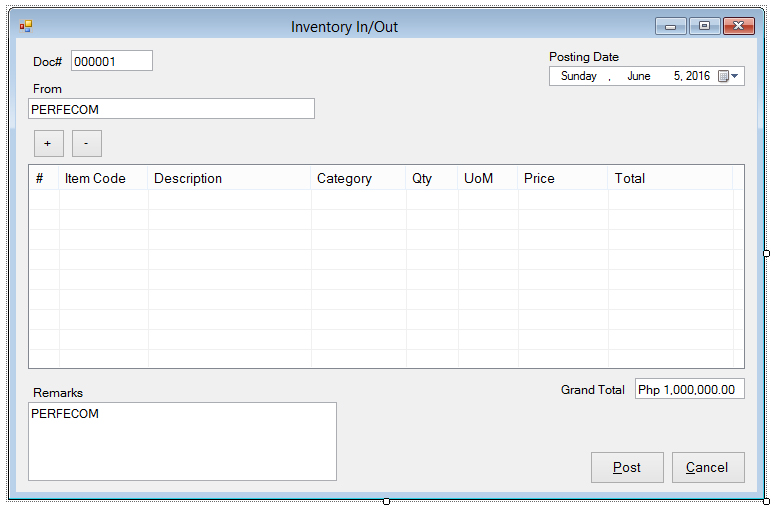 Inventory In/Out
Doc# 000001
Posting Date
Sunday , June 5, 2016
From
PERFECOM
+ -
# Item Code Description Category Qty UoM Price Total
Grand Total Php 1,000,000.00
Remarks
PERFECOM
Post Cancel